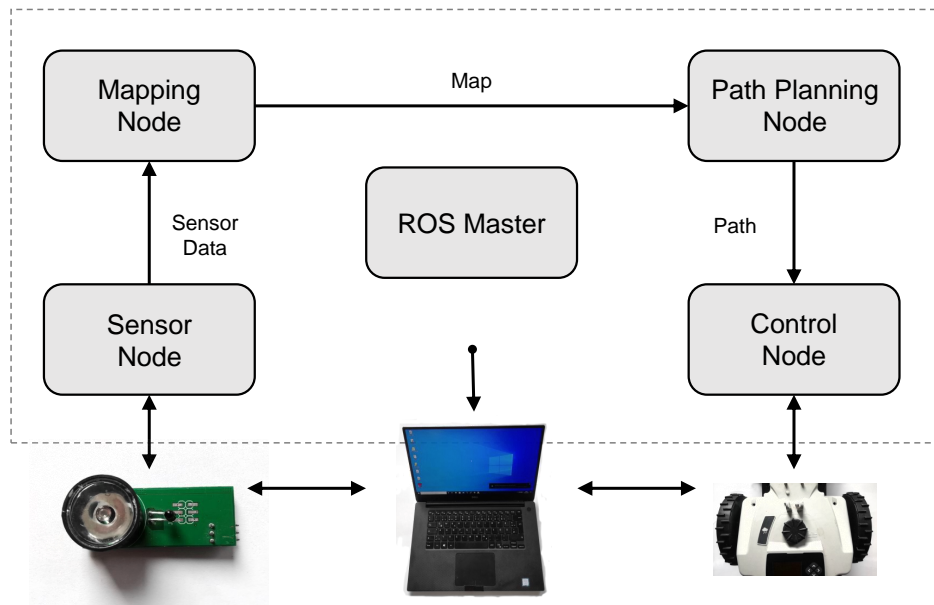 Mapping
Node
Map
Path Planning
Node
Sensor
Data
ROS Master
Path
Sensor
Node
Control
Node